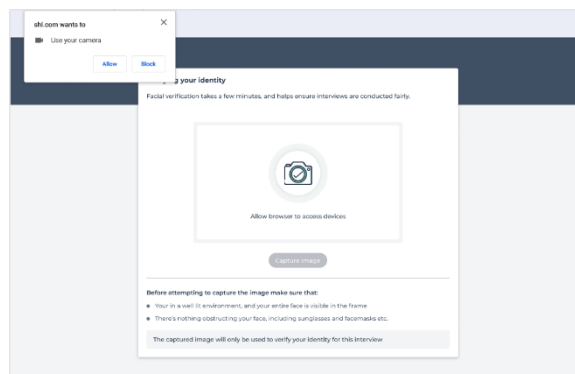 shl.com wants to
Use your camera
Allow Block
your identity
Facial verification takes a few minutes, and helps ensure interviews are conducted fairly.
Allow browser to access devices
Capture Image
Before attempting to capture the image make sure that:
Your in a well lit environment, and your entire face is visible in the frame
There's nothing obstructing your face, including sunglasses and facemasks etc.
The captured image will only be used to verify your identity for this interview